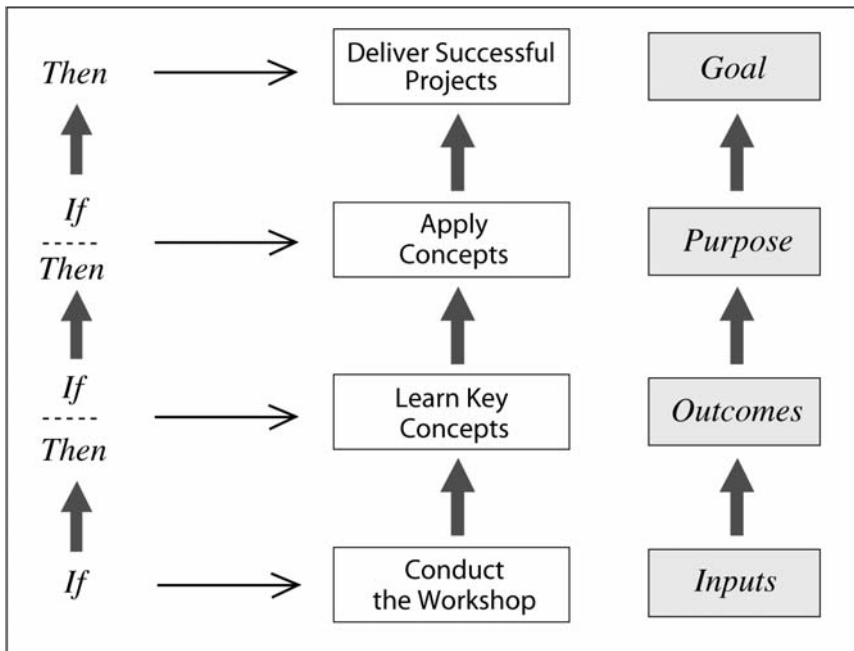 Then
Deliver Successful
Projects
Goal
If
Then
Apply
Concepts
Purpose
If
Then
Learn Key
Concepts
Outcomes
If
Conduct
the Workshop
Inputs